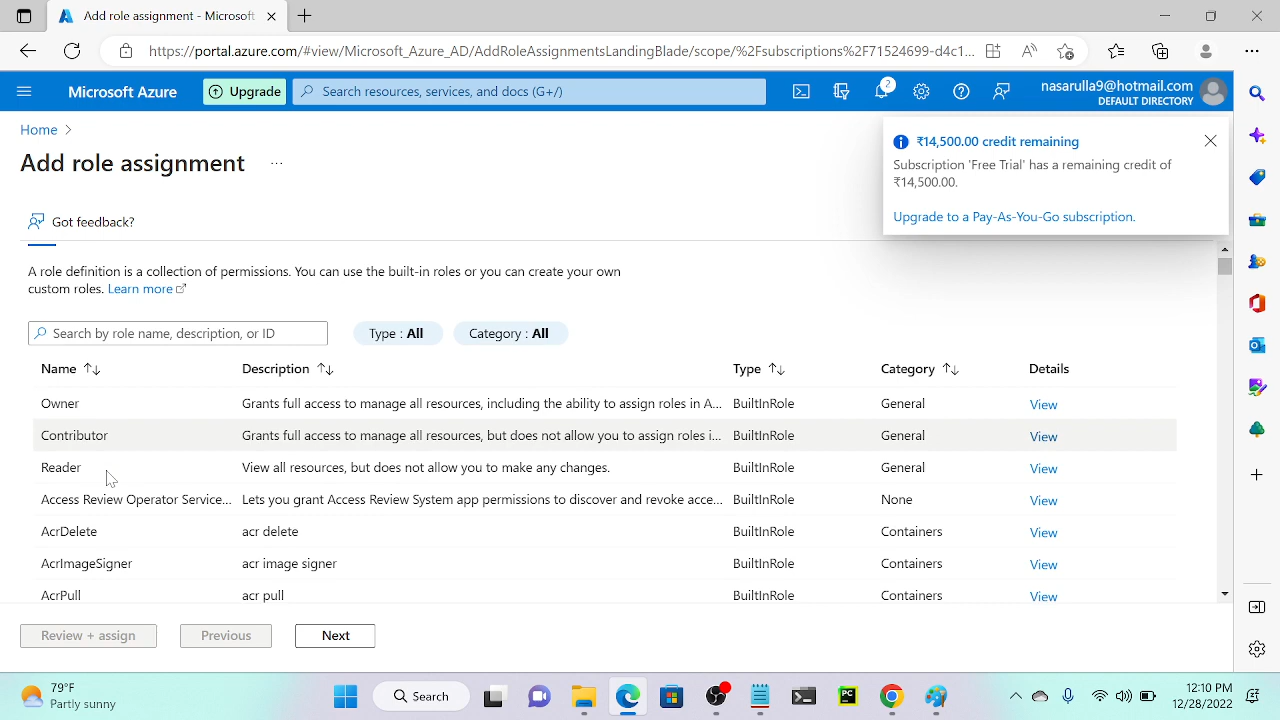 Add role assignment - Microsoft
https://portal.azure.com/#view/Microsoft_Azure_AD/AddRoleAssignmentsLandingBlade/scope/%2Fsubscriptions%2F71524699-d4c1...
Microsoft Azure
Upgrade
Search resources, services, and docs (G+/)
2
nasarulla9@hotmail.com
DEFAULT DIRECTORY
Home >
Add role assignment ...
₹14,500.00 credit remaining
Subscription 'Free Trial' has a remaining credit of
₹14,500.00.
Upgrade to a Pay-As-You-Go subscription.
Got feedback?
A role definition is a collection of permissions. You can use the built-in roles or you can create your own
custom roles. Learn more
Search by role name, description, or ID
Type : All
Category : All
Name Description Type Category Details
Owner Grants full access to manage all resources, including the ability to assign roles in A... BuiltInRole General View
Contributor Grants full access to manage all resources, but does not allow you to assign roles i... BuiltInRole General View
Reader View all resources, but does not allow you to make any changes. BuiltInRole General View
Access Review Operator Service... Lets you grant Access Review System app permissions to discover and revoke acce... BuiltInRole None View
AcrDelete acr delete BuiltInRole Containers View
AcrImageSigner acr image signer BuiltInRole Containers View
AcrPull acr pull BuiltInRole Containers View
Review + assign
Previous
Next
79°F
Partly sunny
Search
PC
12:10 PM
12/28/2022